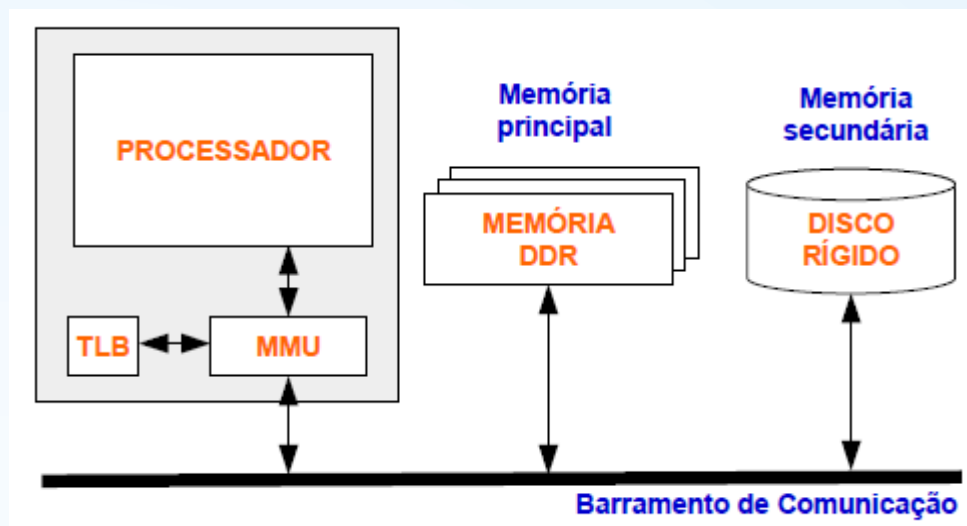 PROCESSADOR
TLB
MMU
Memória
principal
MEMÓRIA
DDR
Memória
secundária
DISCO
RÍGIDO
Barramento de Comunicação